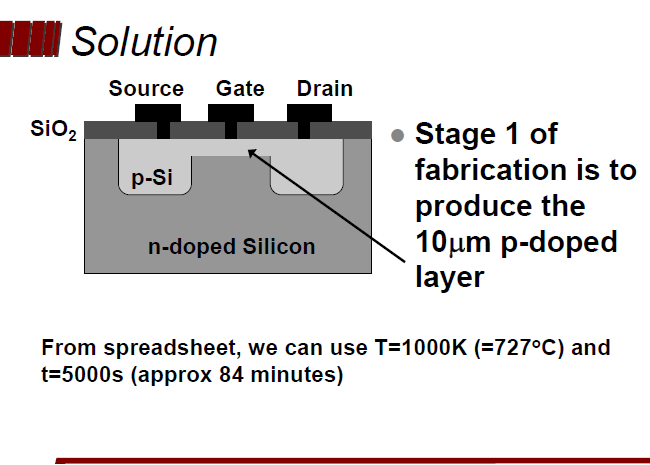 Solution
Source Gate Drain
SiO₂
p-Si
n-doped Silicon
Stage 1 of
fabrication is to
produce the
10μm p-doped
layer
From spreadsheet, we can use T=1000K (=727°C) and
t=5000s (approx 84 minutes)